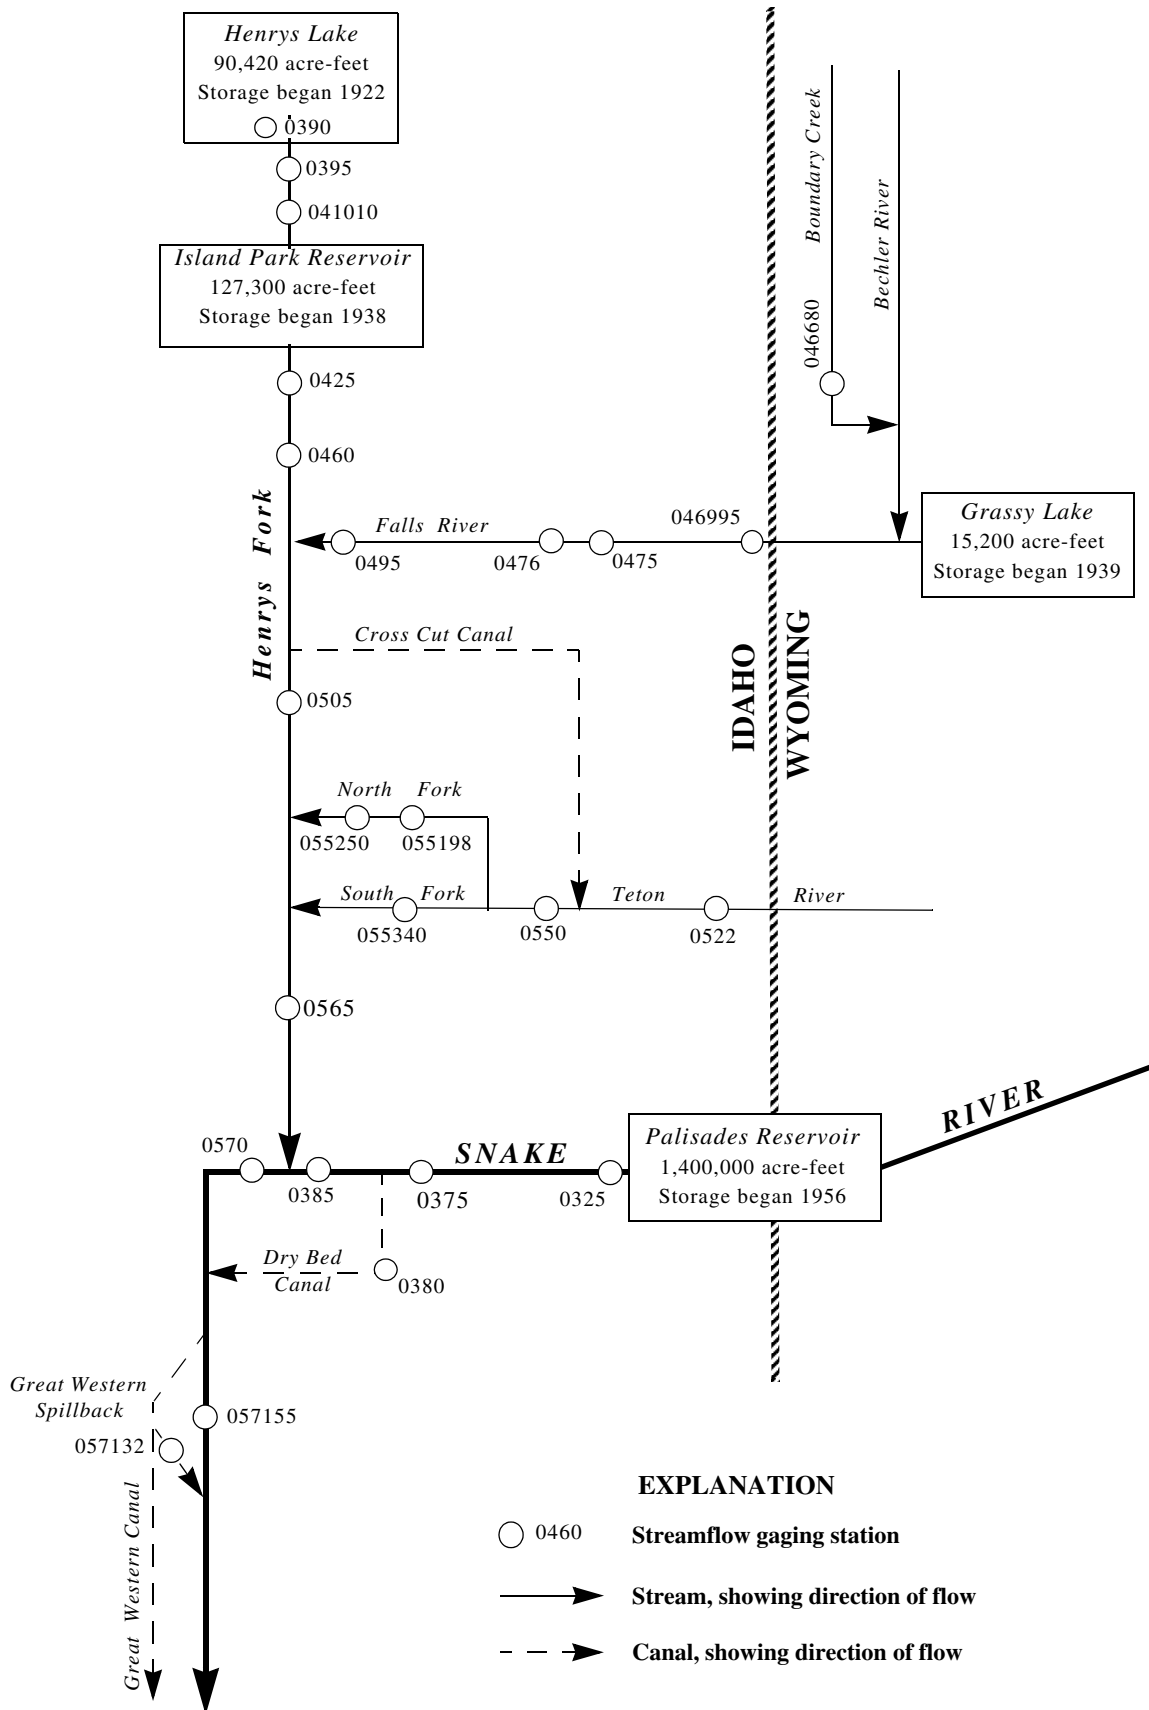 Henrys Lake
90,420 acre-feet
Storage began 1922
0390
0395
041010
Island Park Reservoir
127,300 acre-feet
Storage began 1938
0425
0460
Henrys Fork
Boundary Creek
Bechler River
046680
Grassy Lake
15,200 acre-feet
Storage began 1939
046995
Falls River
0495
0476
0475
Cross Cut Canal
IDAHO
WYOMING
0505
North Fork
055250
055198
South Fork
Teton
River
055340
0550
0522
0565
RIVER
Palisades Reservoir
1,400,000 acre-feet
Storage began 1956
SNAKE
0570
0385
0375
0325
Dry Bed
Canal
0380
Great Western
Spillback
057155
057132
Great Western Canal
EXPLANATION
0460 Streamflow gaging station
Stream, showing direction of flow
Canal, showing direction of flow